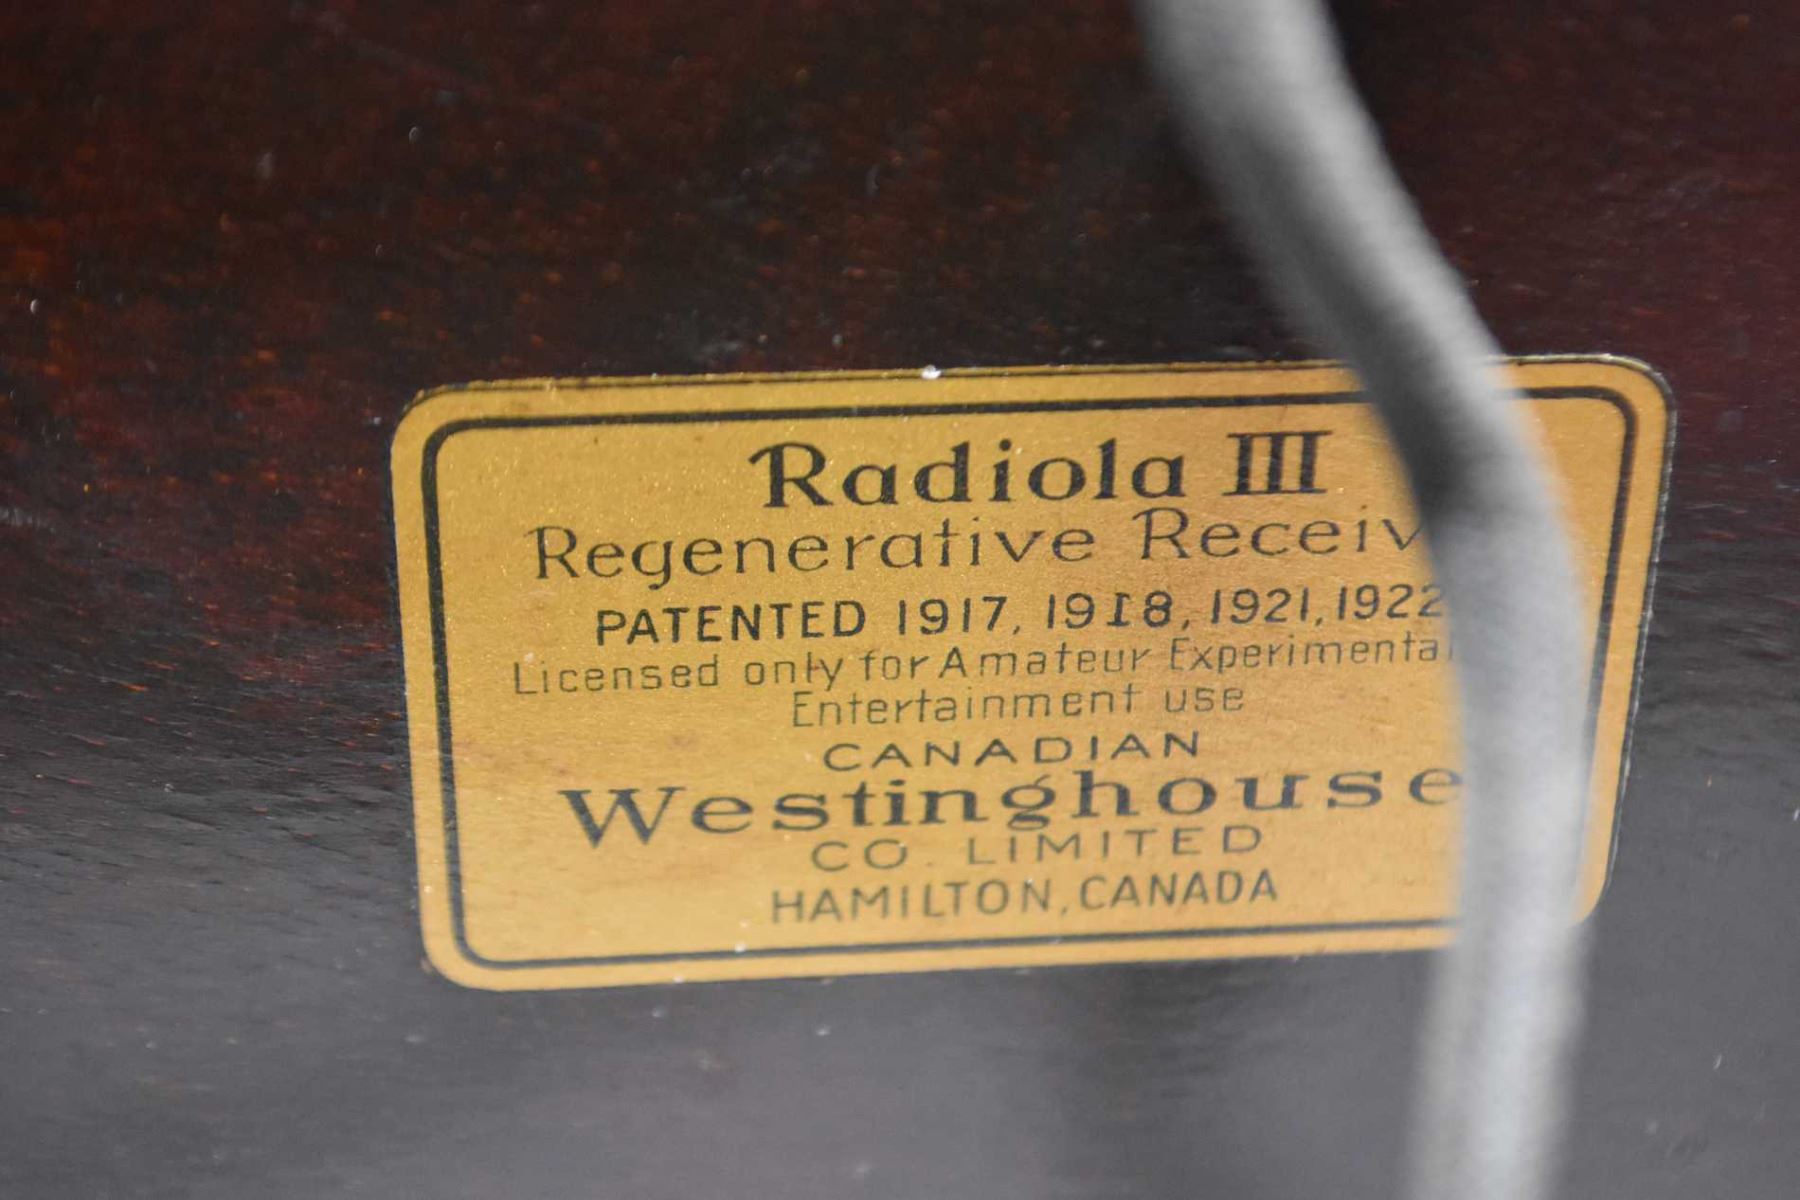 Radiola III
Regenerative Receiv
PATENTED 1917, 1918, 1921, 1922
Licensed only for Amateur Experimental
Entertainment use
CANADIAN
Westinghouse
CO. LIMITED
HAMILTON, CANADA